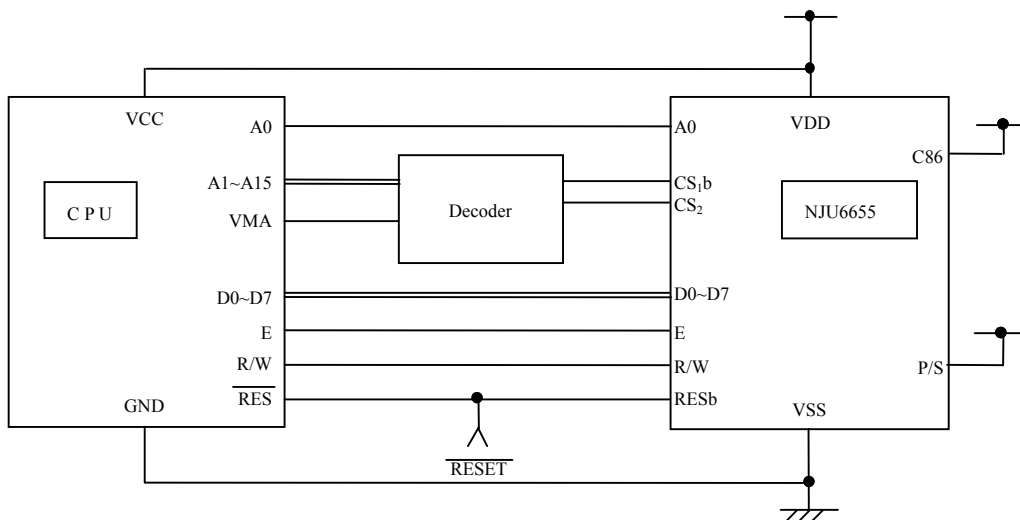 VCC
A0
A1~A15
CPU
VMA
D0~D7
E
R/W
RES
GND
Decoder
RESET
A0
VDD
C86
CS₁b
CS₂
NJU6655
D0~D7
E
R/W
P/S
RESb
VSS